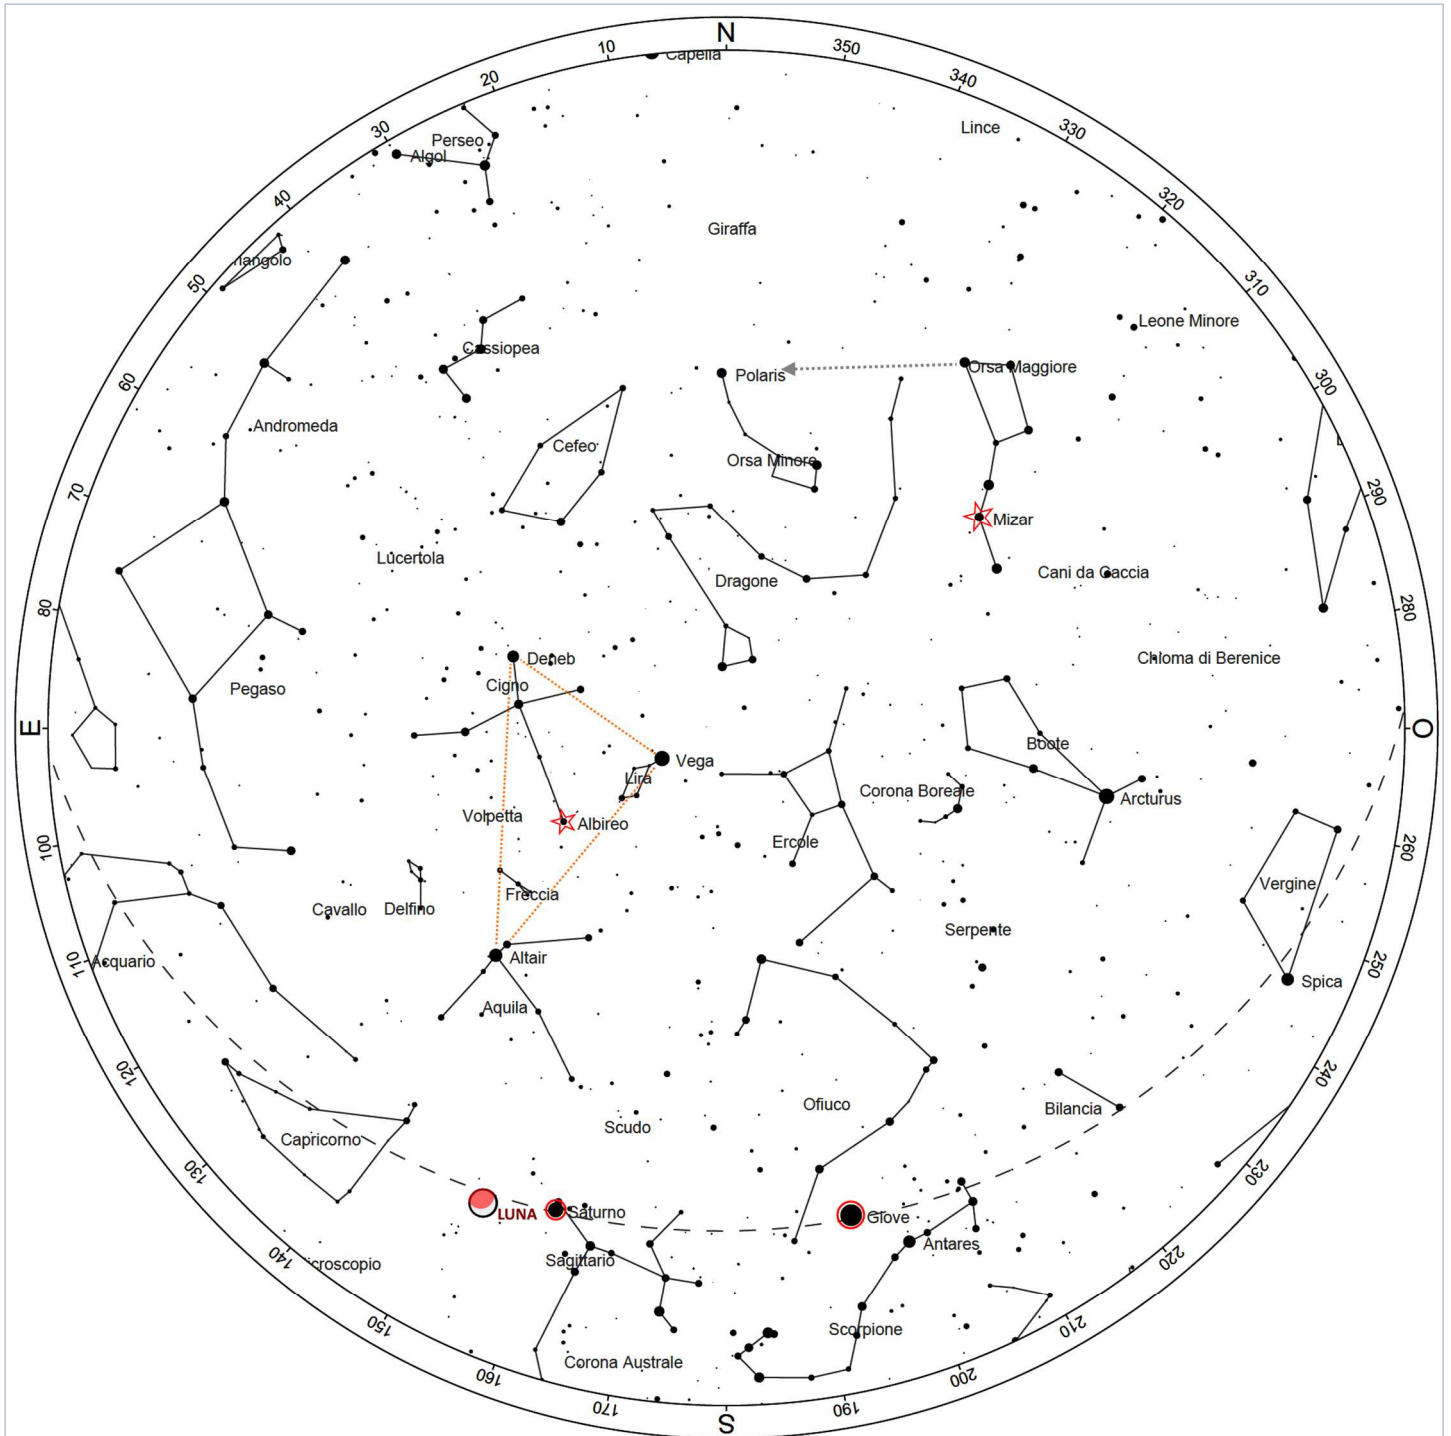 N
10
350
Capella
20
340
Lince
30
330
Perseo
Algol
40
320
Giraffa
50
iangolo
310
Leone Minore
Cassiopea
60
Polaris
Orsa Maggiore
300
Andromeda
Cefeo
Orsa Minore
70
290
Mizar
Lucertola
Dragone
Cani da Caccia
80
280
Deneb
Chioma di Berenice
Cigno
Pegaso
E
O
Vega
Boote
Lira
Corona Boreale
Arcturus
Volpetta
Albireo
100
Ercole
260
Vergine
Freccia
Cavallo
Delfino
Serpente
Acquario
110
Altair
250
Spica
Aquila
120
240
Ofiuco
Bilancia
Scudo
Capricorno
130
230
LUNA
Saturno
Giove
Antares
140
croscopio
Sagittario
220
150
Scorpione
210
Corona Australe
160
200
170
190
S